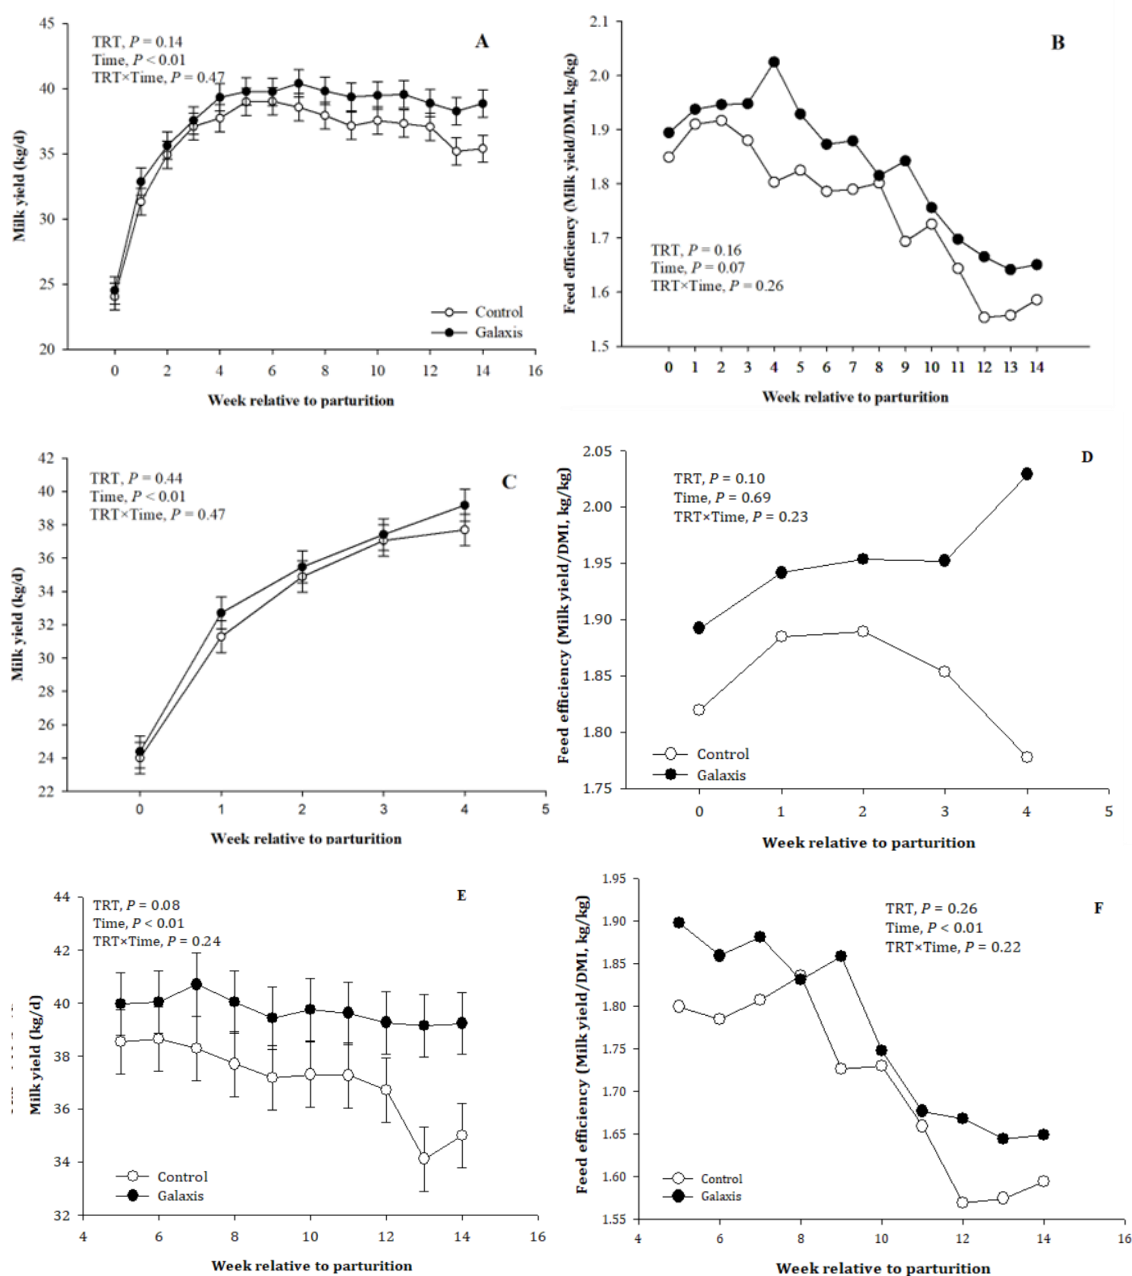 A
TRT, P = 0.14
Time, P < 0.01
TRT×Time, P = 0.47
Milk yield (kg/d)
45
40
35
30
25
20
Control
Galaxis
0 2 4 6 8 10 12 14 16
Week relative to parturition
B
Feed efficiency (Milk yield/DMI, kg/kg)
2.1
2.0
1.9
1.8
1.7
1.6
1.5
TRT, P = 0.16
Time, P = 0.07
TRT×Time, P = 0.26
0 1 2 3 4 5 6 7 8 9 10 11 12 13 14
Week relative to parturition
C
TRT, P = 0.44
Time, P < 0.01
TRT×Time, P = 0.47
Milk yield (kg/d)
42
40
38
36
34
32
30
28
26
24
22
0 1 2 3 4 5
Week relative to parturition
D
TRT, P = 0.10
Time, P = 0.69
TRT×Time, P = 0.23
Feed efficiency (Milk yield/DMI, kg/kg)
2.05
2.00
1.95
1.90
1.85
1.80
1.75
Control
Galaxis
0 1 2 3 4 5
Week relative to parturition
E
TRT, P = 0.08
Time, P < 0.01
TRT×Time, P = 0.24
Milk yield (kg/d)
44
42
40
38
36
34
32
Control
Galaxis
4 6 8 10 12 14 16
Week relative to parturition
F
TRT, P = 0.26
Time, P < 0.01
TRT×Time, P = 0.22
Feed efficiency (Milk yield/DMI, kg/kg)
1.95
1.90
1.85
1.80
1.75
1.70
1.65
1.60
1.55
Control
Galaxis
4 6 8 10 12 14 16
Week relative to parturition